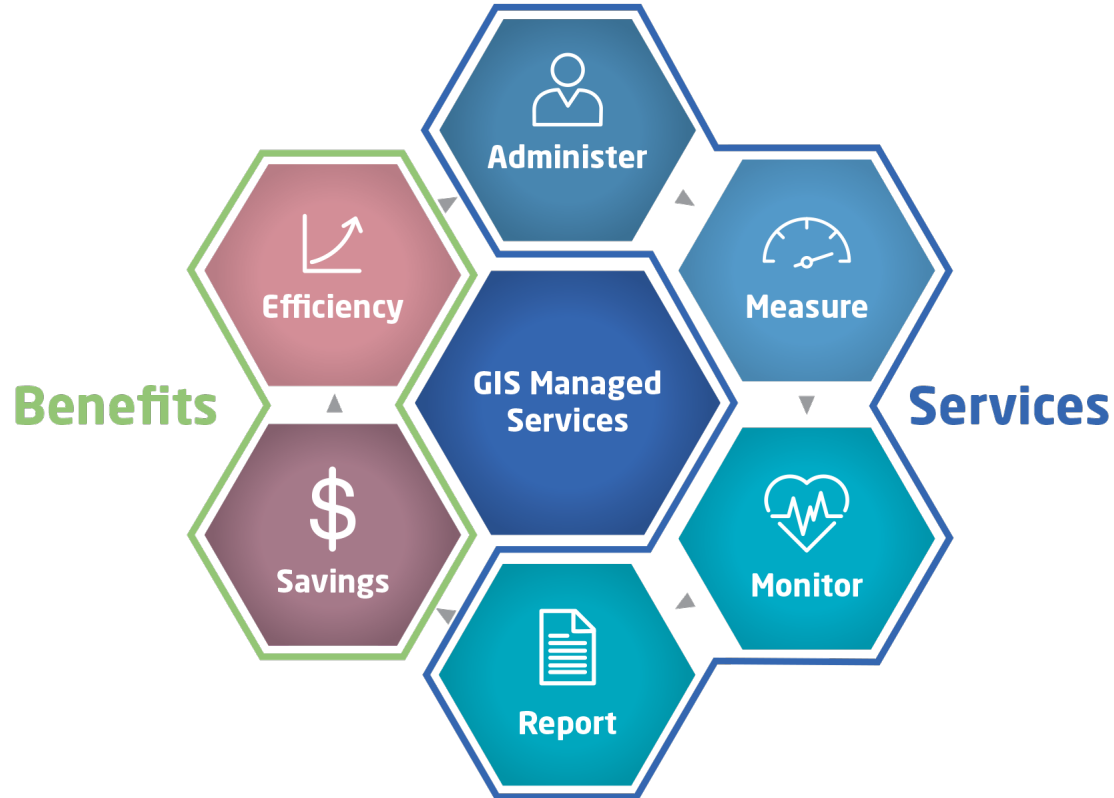 Administer
Efficiency
Measure
GIS Managed
Services
Benefits
Services
Savings
Monitor
Report